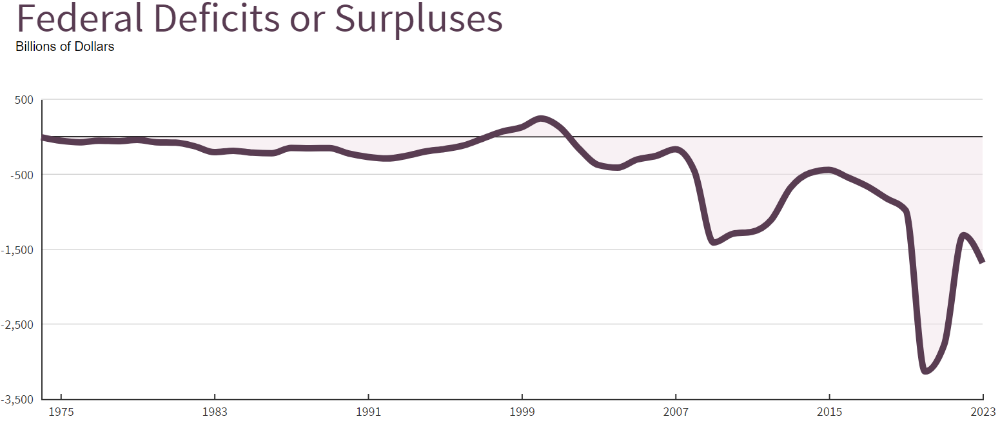 Federal Deficits or Surpluses
Billions of Dollars
500
-500
-1,500
-2,500
-3,500
1975 1983 1991 1999 2007 2015 2023